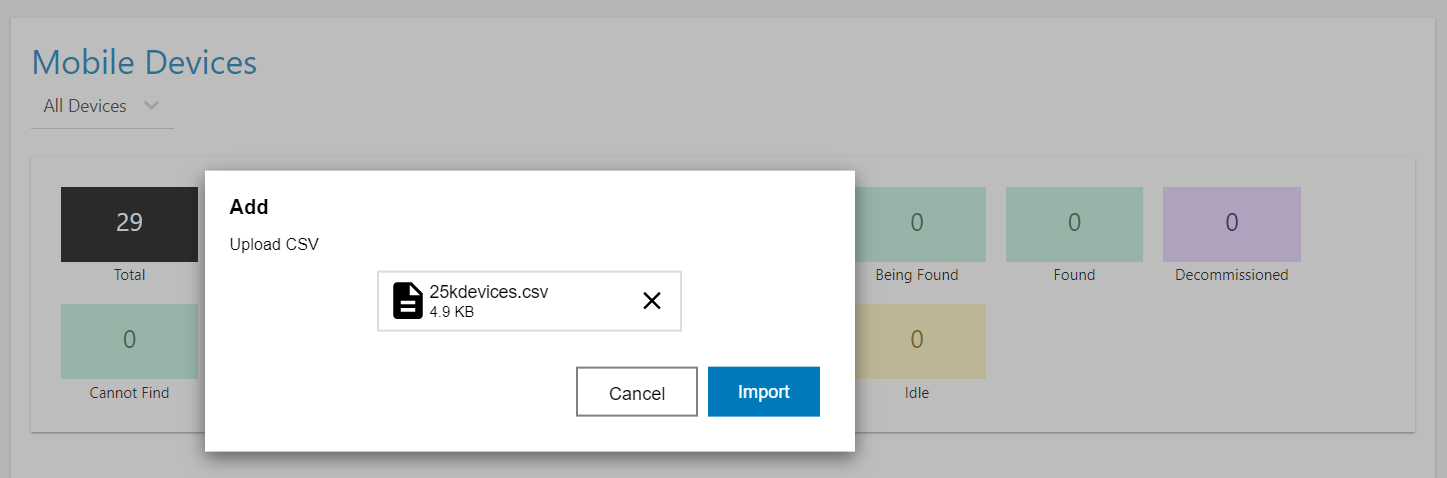 Mobile Devices
All Devices
29
Total
0
Being Found
0
Found
0
Decommissioned
0
Cannot Find
0
Idle
Add
Upload CSV
25kdevices.csv
4.9 KB
Cancel
Import